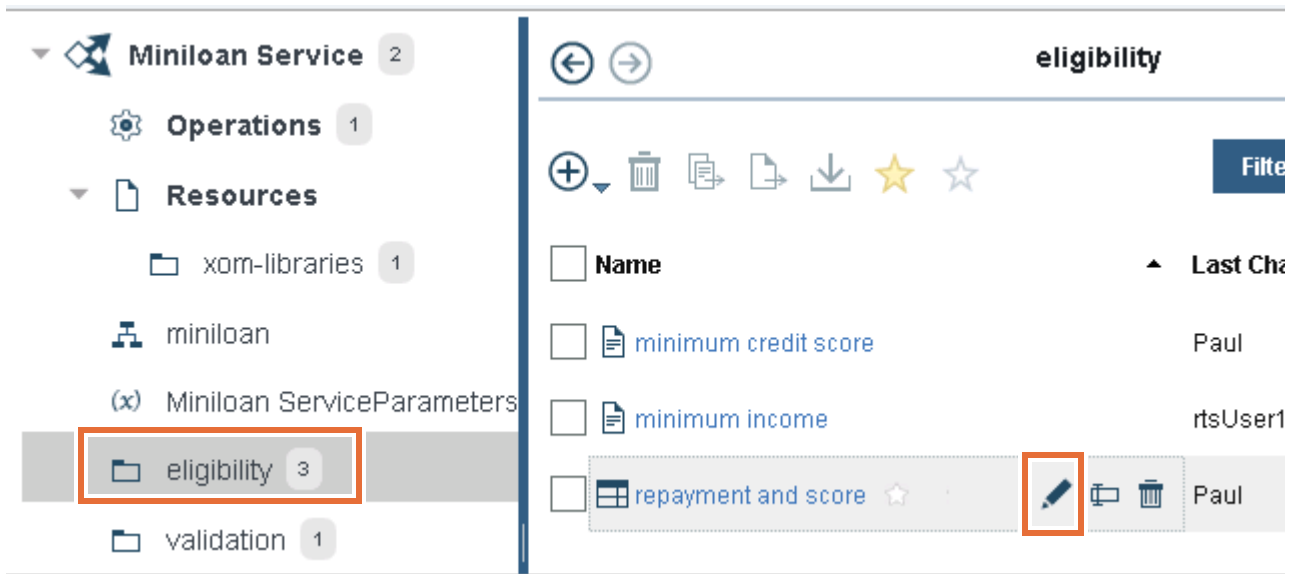 Miniloan Service 2
Operations 1
Resources
xom-libraries 1
miniloan
(x) Miniloan ServiceParameters
eligibility 3
validation 1
eligibility
Filte
Name Last Cha
minimum credit score Paul
minimum income rtsUser1
repayment and score Paul